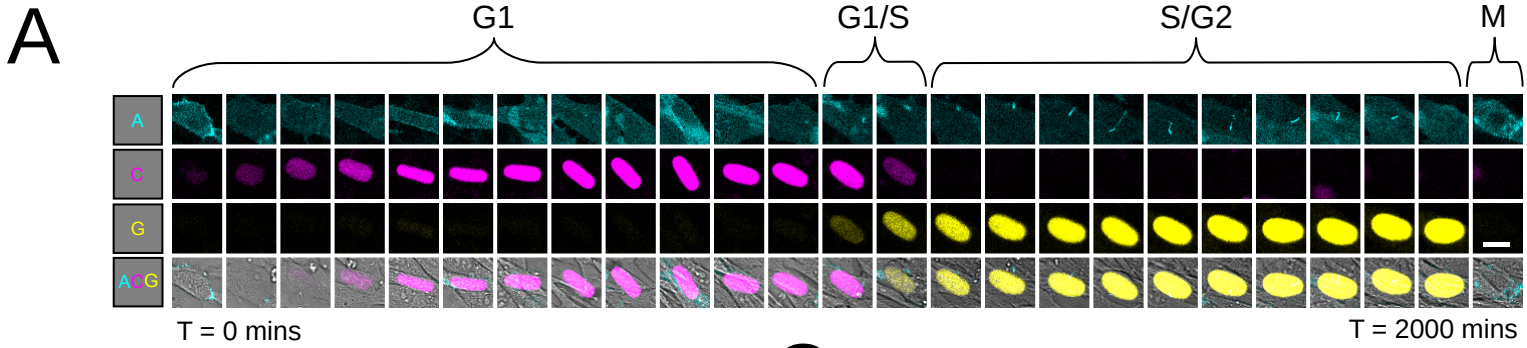 A
G1 G1/S S/G2 M
A
C
G
ACG
T = 0 mins T = 2000 mins